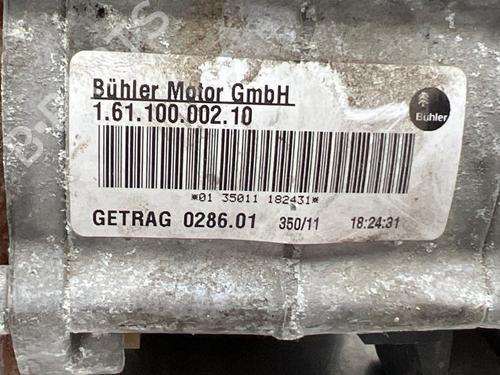 Bühler Motor GmbH
1.61.100.002.10
Bühler
*01 35011 182431*
GETRAG 0286.01 350/11 18:24:31